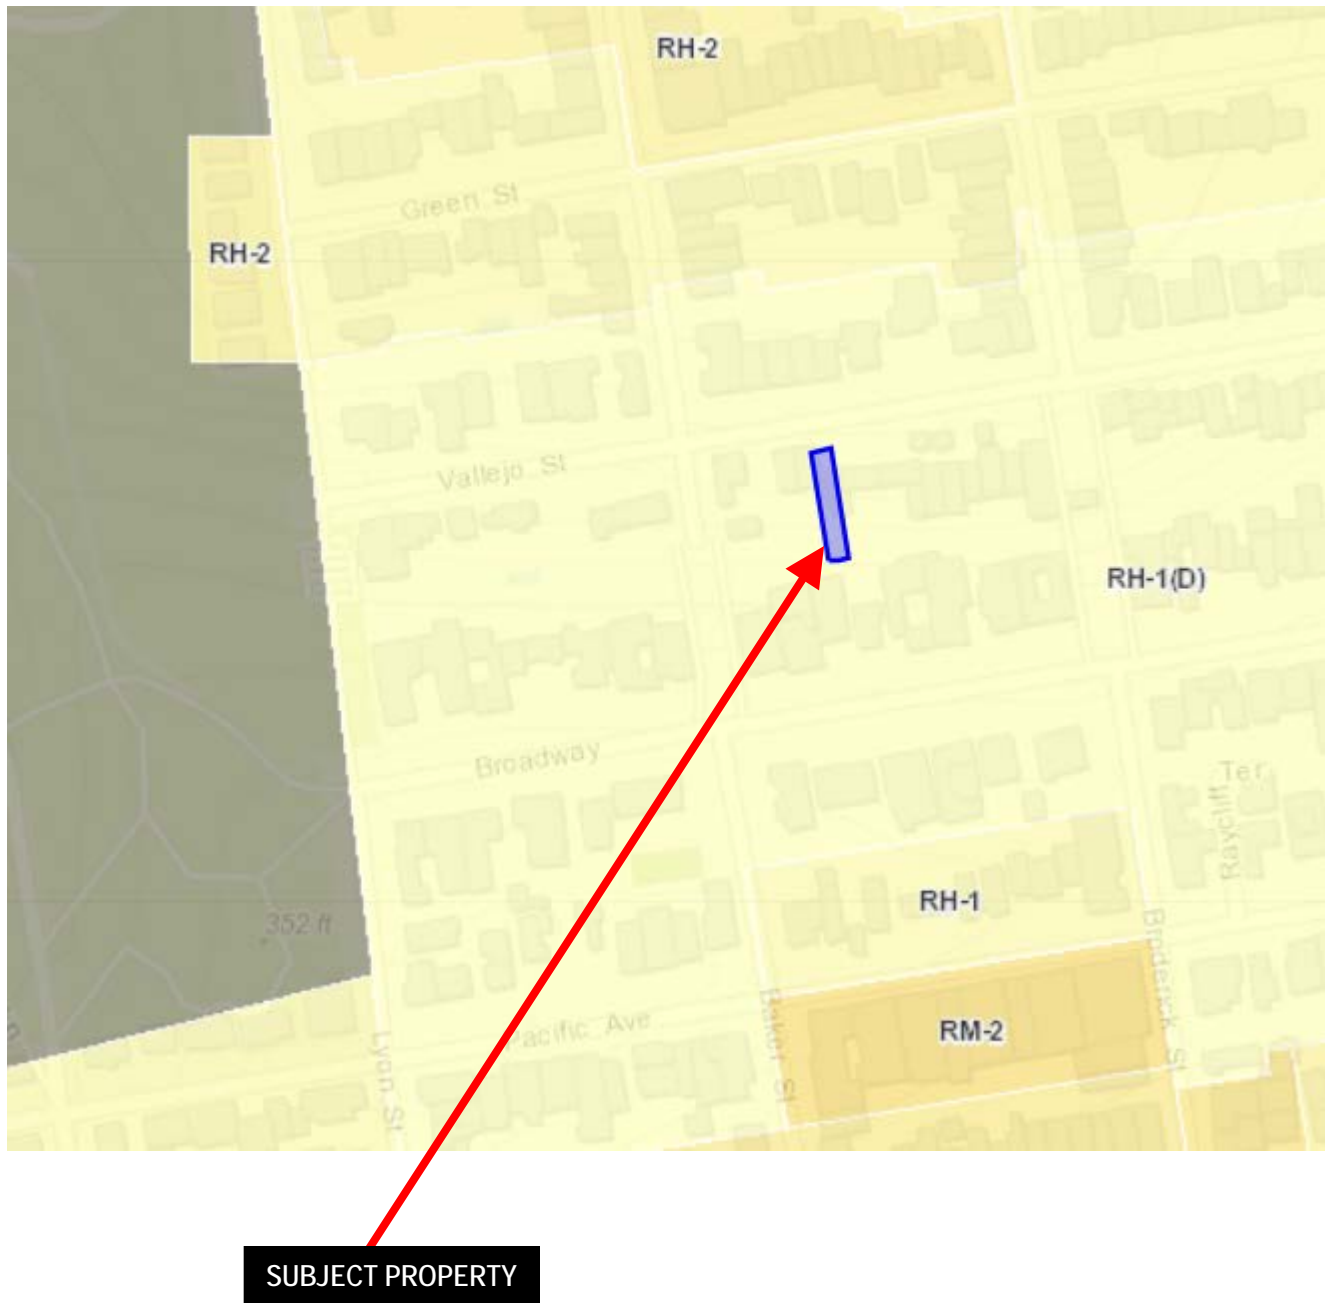 RH-2
Green St
RH-2
Vallejo St
RH-1(D)
Broadway
Ter
Raycliff
RH-1
352 ft
Broderick St
Pacific Ave
Baker St
RM-2
Lyon St
SUBJECT PROPERTY